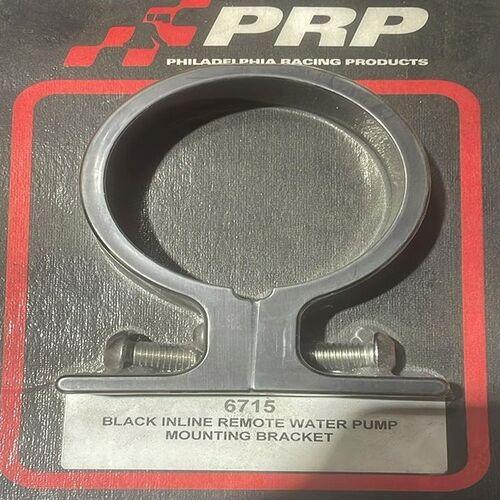 PRP
PHILADELPHIA RACING PRODUCTS
6715
BLACK INLINE REMOTE WATER PUMP
MOUNTING BRACKET